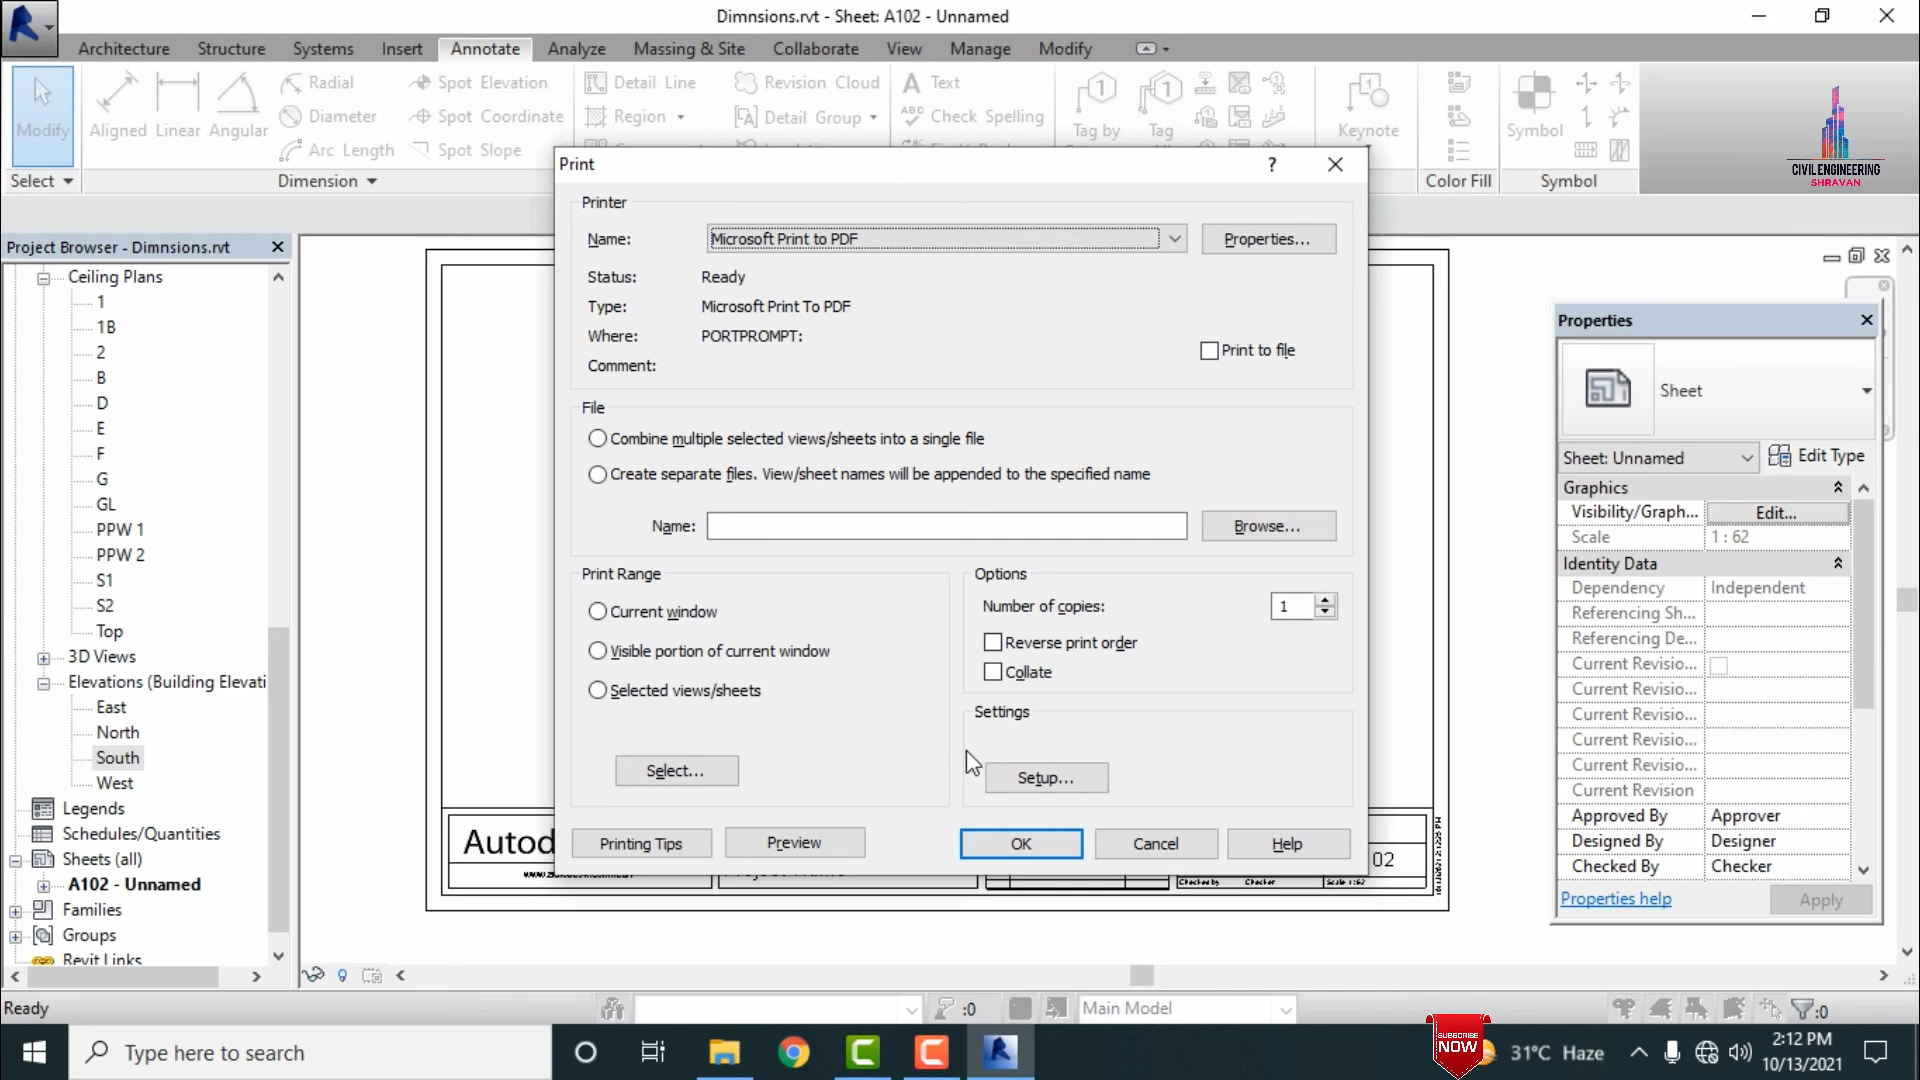 Dimnsions.rvt - Sheet: A102 - Unnamed
Architecture Structure Systems Insert Annotate Analyze Massing & Site Collaborate View Manage Modify
Modify
Aligned Linear Angular
Radial
Diameter
Arc Length
Spot Elevation
Spot Coordinate
Spot Slope
Detail Line
Region
Revision Cloud
Detail Group
A Text
ABC Check Spelling
Tag by
Tag
Keynote
Symbol
Select
Dimension
Color Fill
Symbol
CIVIL ENGINEERING
SHRAVAN
Project Browser - Dimnsions.rvt
Ceiling Plans
1
1B
2
B
D
E
F
G
GL
PPW 1
PPW 2
S1
S2
Top
3D Views
Elevations (Building Elevati
East
North
South
West
Legends
Schedules/Quantities
Sheets (all)
A102 - Unnamed
Families
Groups
Revit Links
Print
?
Printer
Name: Microsoft Print to PDF Properties...
Status: Ready
Type: Microsoft Print To PDF
Where: PORTPROMPT:
Comment:
Print to file
File
Combine multiple selected views/sheets into a single file
Create separate files. View/sheet names will be appended to the specified name
Name: Browse...
Print Range
Current window
Visible portion of current window
Selected views/sheets
Select...
Options
Number of copies: 1
Reverse print order
Collate
Settings
Setup...
Printing Tips Preview OK Cancel Help
Autod
02
Checked by Checker Scale 1:62
Properties
Sheet
Sheet: Unnamed Edit Type
Graphics
Visibility/Graph... Edit...
Scale 1 : 62
Identity Data
Dependency Independent
Referencing Sh...
Referencing De...
Current Revisio...
Current Revisio...
Current Revisio...
Current Revisio...
Current Revisio...
Current Revision
Approved By Approver
Designed By Designer
Checked By Checker
Properties help Apply
Ready
:0
Main Model
:0
Type here to search
SUBSCRIBE
NOW
31°C Haze
2:12 PM
10/13/2021